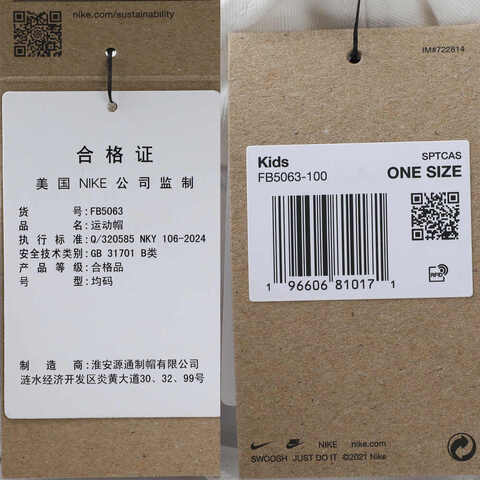 nike.com/sustainability
合格证
美国 NIKE 公司监制
货 号:FB5063
品 名:运动帽
执行标准:Q/320585 NKY 106-2024
安全技术类别:GB 31701 B类
产品等级:合格品
号 型:均码
制造商:淮安源通制帽有限公司
涟水经济开发区炎黄大道30、32、99号
IM#722814
Kids
FB5063-100
SPTCAS
ONE SIZE
1 96606 81017 1
RFID
NIKE nike.com
SWOOSH JUST DO IT ©2021 Nike